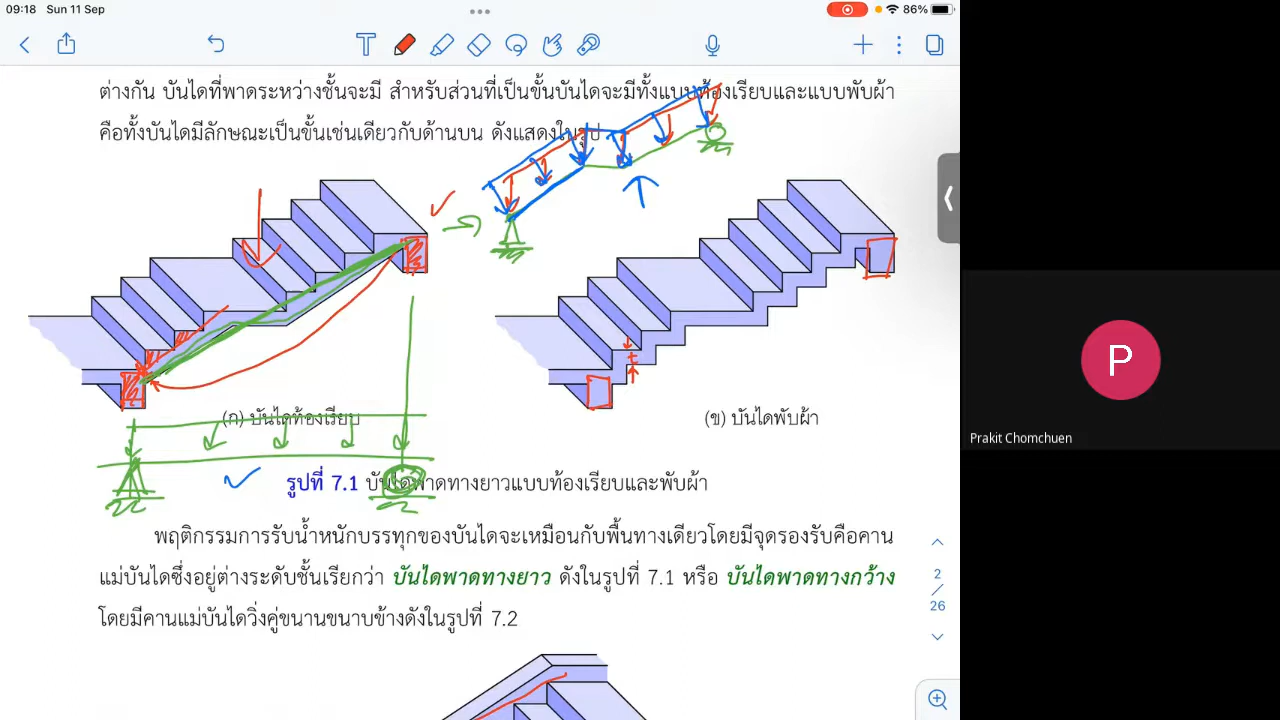 09:18 Sun 11 Sep
86%
ต่างกัน บันไดที่พาดระหว่างชั้นจะมี สำหรับส่วนที่เป็นขั้นบันไดจะมีทั้งแบบท้องเรียบและแบบพับผ้า
คือทั้งบันไดมีลักษณะเป็นขั้นเช่นเดียวกับด้านบน ดังแสดงในรูป
t
(ก) บันไดท้องเรียบ
(ข) บันไดพับผ้า
รูปที่ 7.1 บันไดพาดทางยาวแบบท้องเรียบและพับผ้า
พฤติกรรมการรับน้ำหนักบรรทุกของบันไดจะเหมือนกับพื้นทางเดียวโดยมีจุดรองรับคือคาน
แม่บันไดซึ่งอยู่ต่างระดับชั้นเรียกว่า บันไดพาดทางยาว ดังในรูปที่ 7.1 หรือ บันไดพาดทางกว้าง
โดยมีคานแม่บันไดวิ่งคู่ขนานขนาบข้างดังในรูปที่ 7.2
2
/
26
P
Prakit Chomchuen